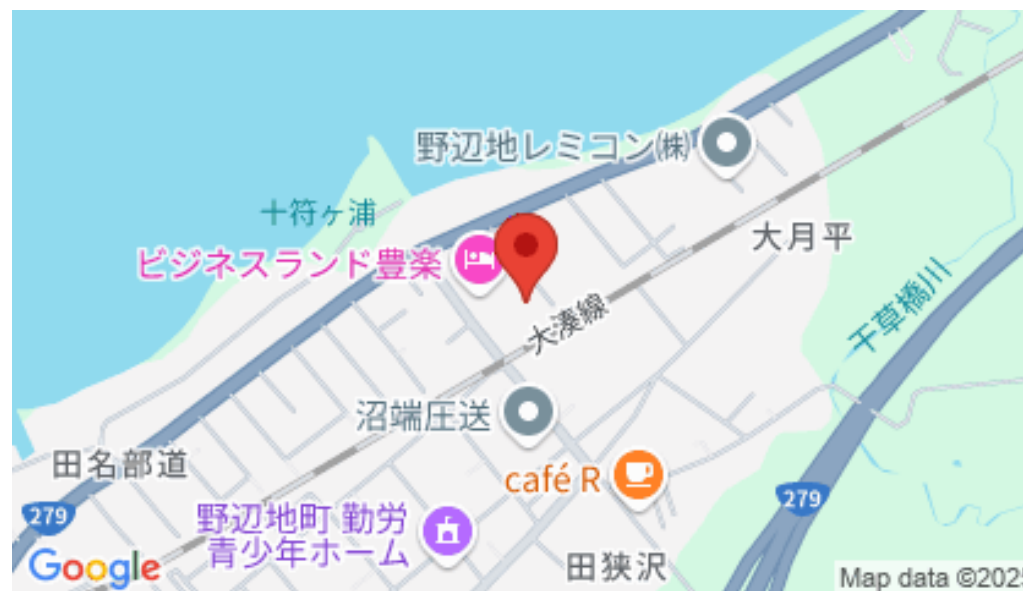 野辺地レミコン㈱
十符ヶ浦
大月平
ビジネスランド豊楽
千草橋川
大湊線
沼端圧送
田名部道
café R
279
279
野辺地町 勤労
青少年ホーム
田狭沢
Google
Map data ©2025